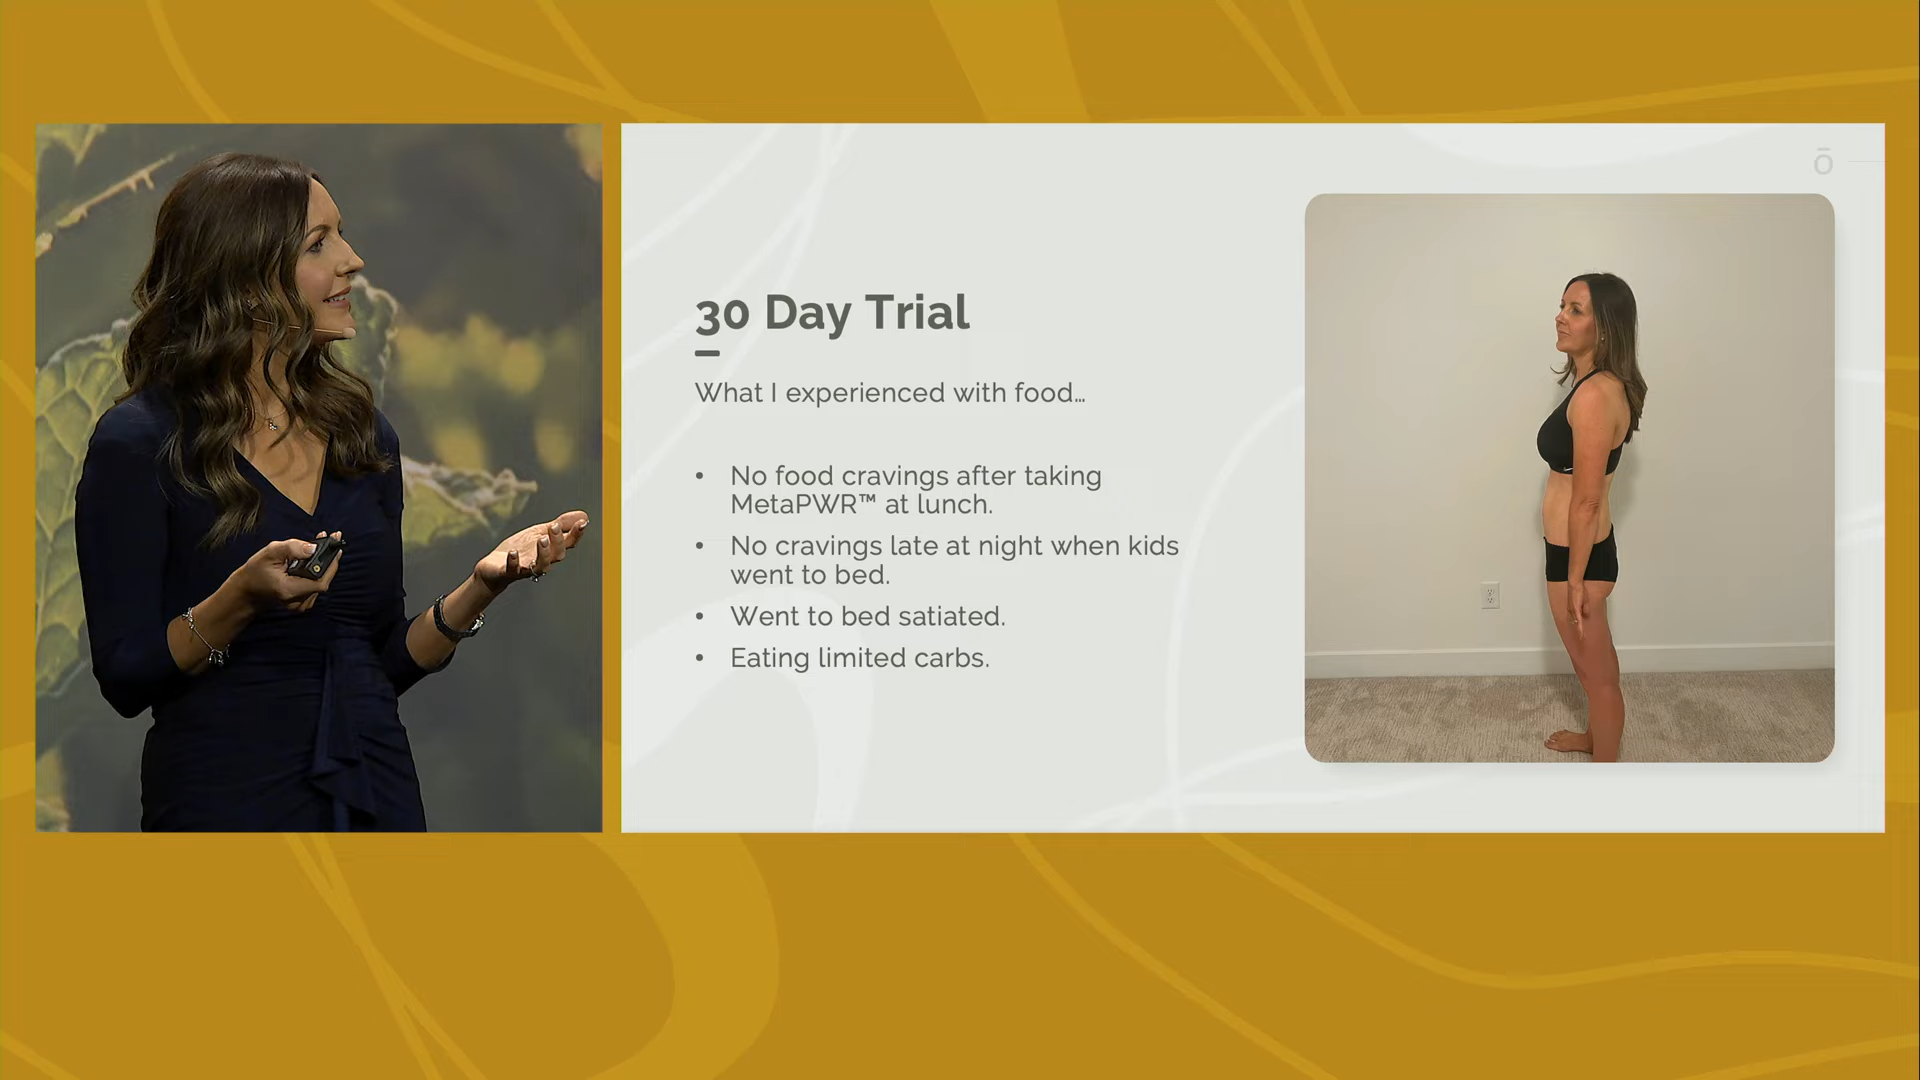 ō
30 Day Trial
What I experienced with food…
• No food cravings after taking
MetaPWR™ at lunch.
• No cravings late at night when kids
went to bed.
• Went to bed satiated.
• Eating limited carbs.